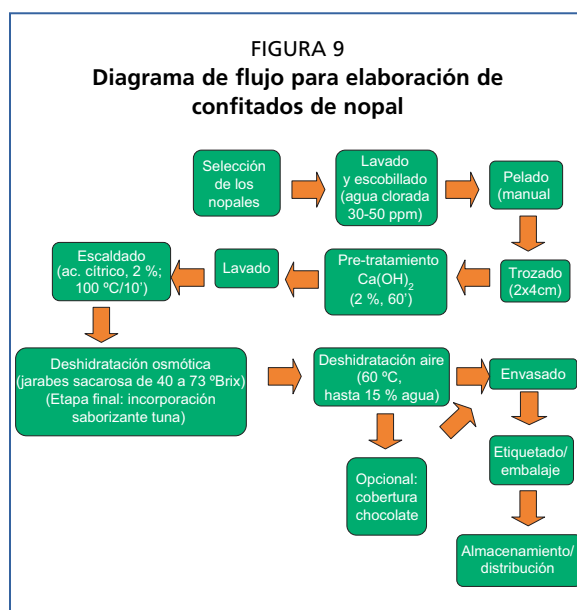 FIGURA 9
Diagrama de flujo para elaboración de
confitados de nopal
Selección
de los
nopales
Lavado
y escobillado
(agua clorada
30-50 ppm)
Pelado
(manual
Trozado
(2x4cm)
Pre-tratamiento
Ca(OH)₂
(2 %, 60’)
Lavado
Escaldado
(ac. cítrico, 2 %;
100 ºC/10’)
Deshidratación osmótica
(jarabes sacarosa de 40 a 73 ºBrix)
(Etapa final: incorporación
saborizante tuna)
Deshidratación aire
(60 ºC,
hasta 15 % agua)
Opcional:
cobertura
chocolate
Envasado
Etiquetado/
embalaje
Almacenamiento/
distribución